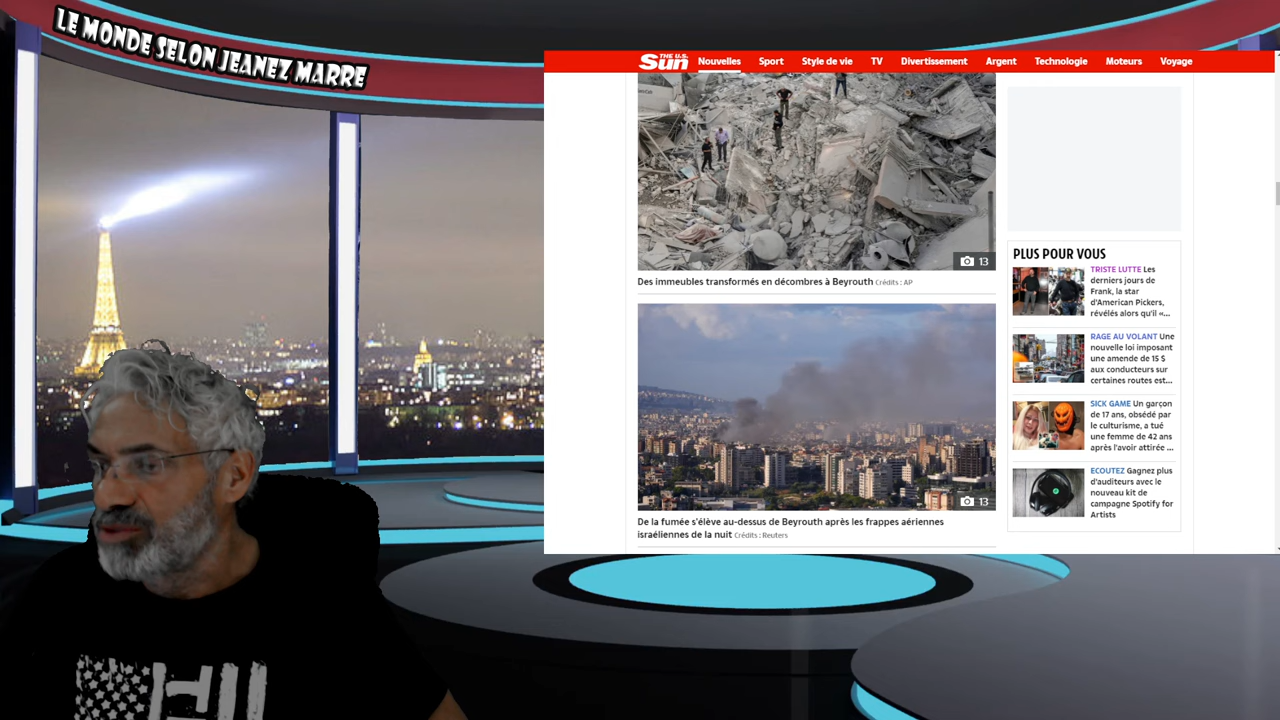 LE MONDE SELON JEANEZ MARRE
THE U.S. Sun
Nouvelles Sport Style de vie TV Divertissement Argent Technologie Moteurs Voyage
13
Des immeubles transformés en décombres à Beyrouth Crédits : AP
13
De la fumée s'élève au-dessus de Beyrouth après les frappes aériennes
israéliennes de la nuit Crédits : Reuters
PLUS POUR VOUS
TRISTE LUTTE Les
derniers jours de
Frank, la star
d'American Pickers,
révélés alors qu'il «...
RAGE AU VOLANT Une
nouvelle loi imposant
une amende de 15 $
aux conducteurs sur
certaines routes est...
SICK GAME Un garçon
de 17 ans, obsédé par
le culturisme, a tué
une femme de 42 ans
après l'avoir attirée ...
ECOUTEZ Gagnez plus
d'auditeurs avec le
nouveau kit de
campagne Spotify for
Artists